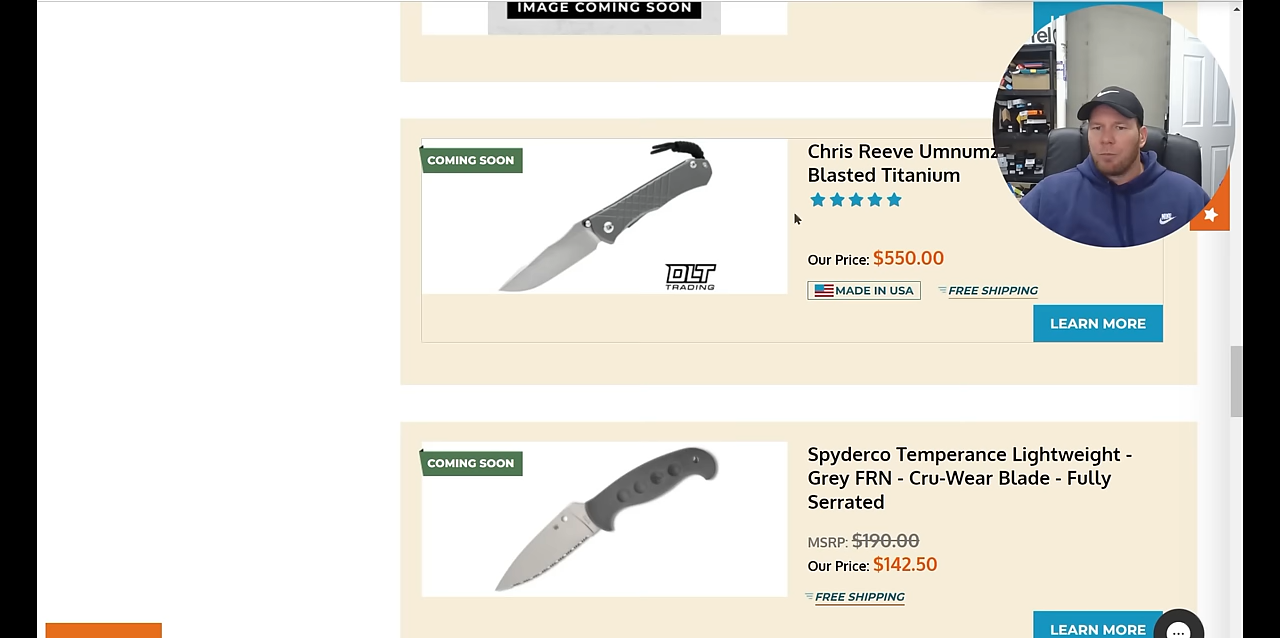 IMAGE COMING SOON
COMING SOON
Chris Reeve Umnumz
Blasted Titanium
Our Price: $550.00
MADE IN USA
FREE SHIPPING
LEARN MORE
DLT
TRADING
COMING SOON
Spyderco Temperance Lightweight -
Grey FRN - Cru-Wear Blade - Fully
Serrated
MSRP: $190.00
Our Price: $142.50
FREE SHIPPING
LEARN MORE